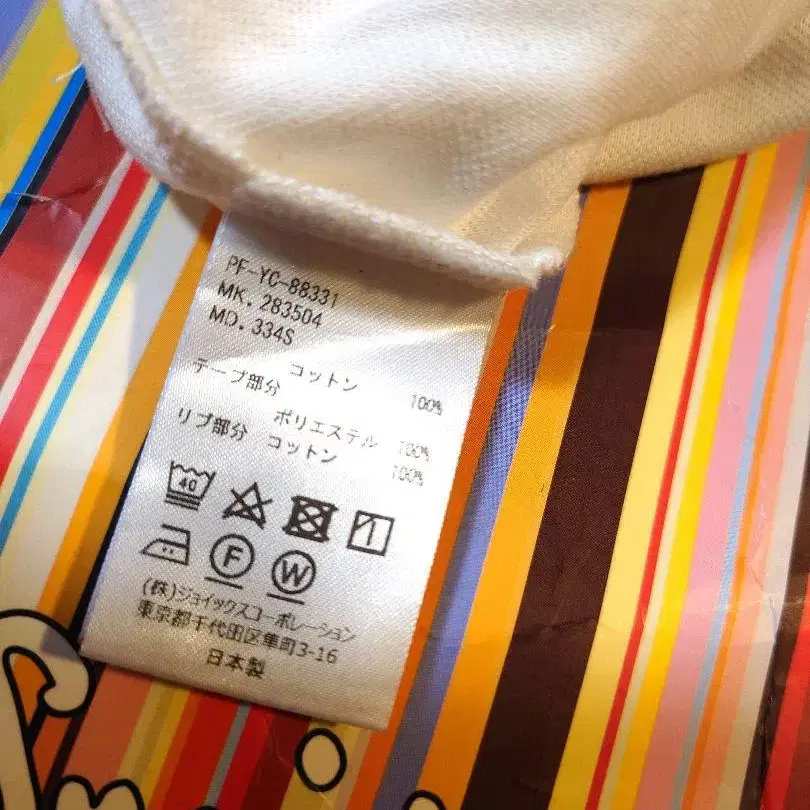 PF-YC-88331
MK. 283504
MD. 334S
コットン 100%
テープ部分
ポリエステル 100%
リブ部分 コットン 100%
40
F W
(株)ジョイックスコーポレーション
東京都千代田区隼町3-16
日本製